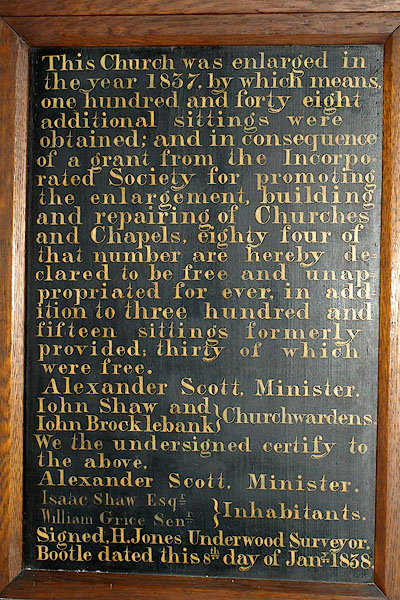 This Church was enlarged in
the year 1837, by which means,
one hundred and forty eight
additional sittings were
obtained; and in consequence
of a grant from the Incorpo-
rated Society for promoting
the enlargement, building
and repairing of Churches
and Chapels, eighty four of
that number are hereby de-
clared to be free and unap-
propriated for ever, in add-
ition to three hundred and
fifteen sittings formerly
provided; thirty of which
were free.
Alexander Scott, Minister.
Iohn Shaw and
Iohn Brocklebank } Churchwardens.
We the undersigned certify to
the above,
Alexander Scott, Minister.
Isaac Shaw Esqr.
William Grice Senr. } Inhabitants.
Signed, H. Jones Underwood Surveyor,
Bootle dated this 8th day of Jany. 1838.